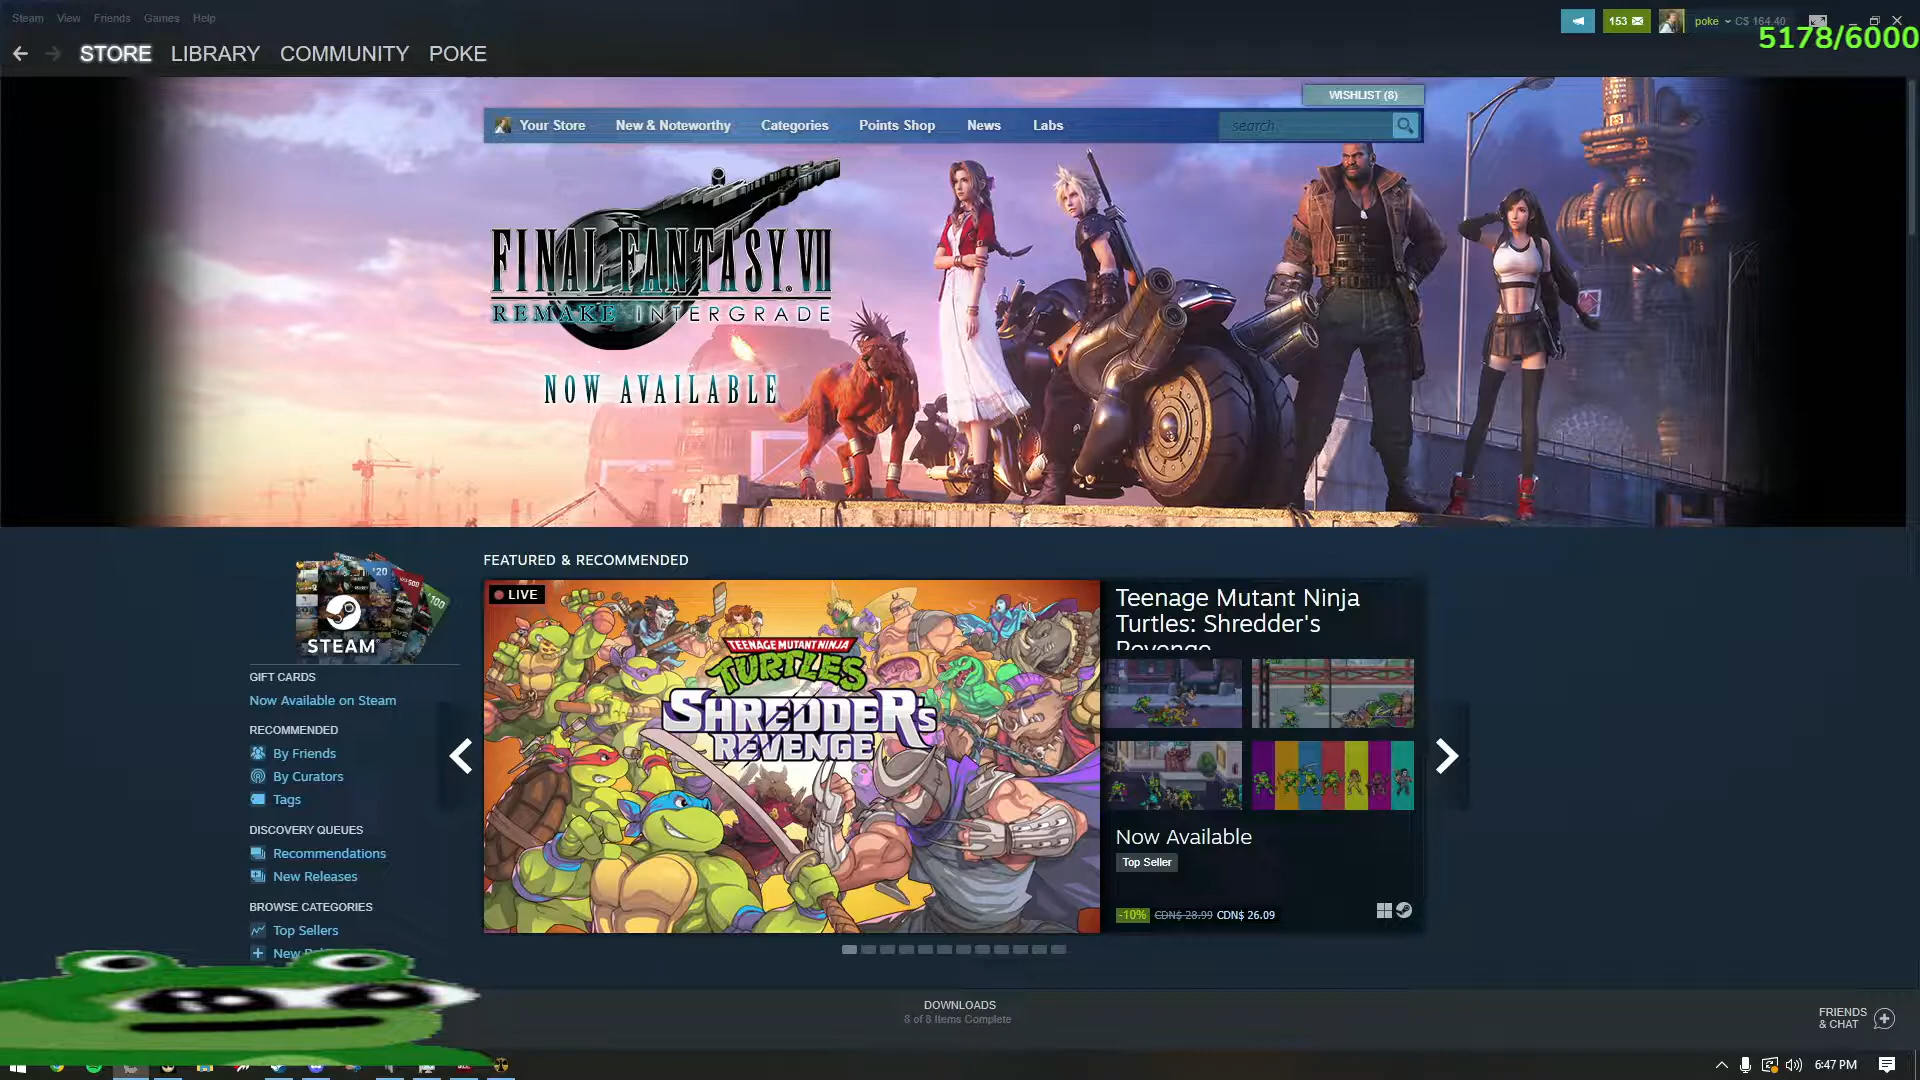 Steam View Friends Games Help
153 poke C$ 164.40
5178/6000
STORE LIBRARY COMMUNITY POKE
WISHLIST (8)
Your Store New & Noteworthy Categories Points Shop News Labs search
FINAL FANTASY VII
REMAKE INTERGRADE
NOW AVAILABLE
FEATURED & RECOMMENDED
STEAM
GIFT CARDS
Now Available on Steam
RECOMMENDED
By Friends
By Curators
Tags
DISCOVERY QUEUES
Recommendations
New Releases
BROWSE CATEGORIES
Top Sellers
New
LIVE
TEENAGE MUTANT NINJA
TURTLES
SHREDDER'S
REVENGE
Teenage Mutant Ninja
Turtles: Shredder's
Revenge
Now Available
Top Seller
-10% CDN$ 28.99 CDN$ 26.09
DOWNLOADS
8 of 8 Items Complete
FRIENDS
& CHAT
6:47 PM